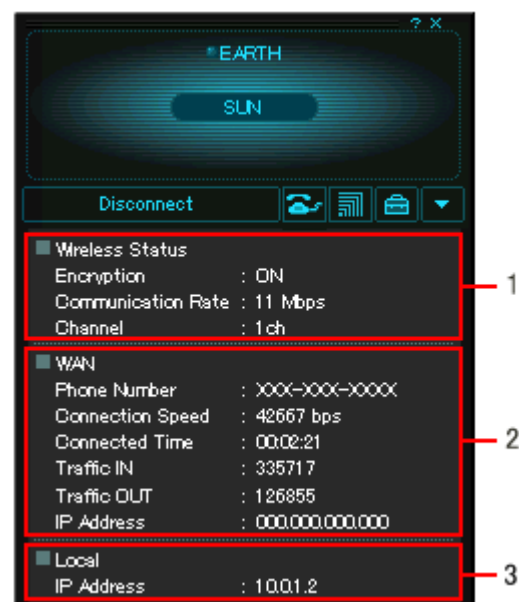 ? X
EARTH
SUN
Disconnect
Wireless Status
Encryption : ON
Communication Rate : 11 Mbps
Channel : 1ch
1
WAN
Phone Number : XXX-XXX-XXXX
Connection Speed : 42667 bps
Connected Time : 00:02:21
Traffic IN : 335717
Traffic OUT : 126855
IP Address : 000.000.000.000
2
Local
IP Address : 10.0.1.2
3